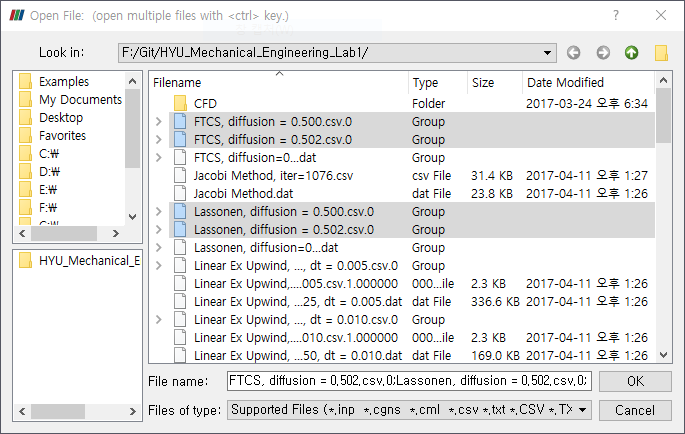 Open File: (open multiple files with <ctrl> key.)
Look in: F:/Git/HYU_Mechanical_Engineering_Lab1/
Examples
My Documents
Desktop
Favorites
C:₩
D:₩
E:₩
F:₩
HYU_Mechanical_E
Filename Type Size Date Modified
CFD Folder 2017-03-24 오후 6:34
FTCS, diffusion = 0.500.csv.0 Group
FTCS, diffusion = 0.502.csv.0 Group
FTCS, diffusion=0...dat Group
Jacobi Method, iter=1076.csv csv File 31.4 KB 2017-04-11 오후 1:27
Jacobi Method.dat dat File 23.8 KB 2017-04-11 오후 1:26
Lassonen, diffusion = 0.500.csv.0 Group
Lassonen, diffusion = 0.502.csv.0 Group
Lassonen, diffusion=0...dat Group
Linear Ex Upwind, ..., dt = 0.005.csv.0 Group
Linear Ex Upwind,....005.csv.1.000000 000...ile 2.3 KB 2017-04-11 오후 1:26
Linear Ex Upwind, ...25, dt = 0.005.dat dat File 336.6 KB 2017-04-11 오후 1:26
Linear Ex Upwind, ..., dt = 0.010.csv.0 Group
Linear Ex Upwind,....010.csv.1.000000 000...ile 2.3 KB 2017-04-11 오후 1:26
Linear Ex Upwind, ...50, dt = 0.010.dat dat File 169.0 KB 2017-04-11 오후 1:26
File name: FTCS, diffusion = 0.502.csv.0;Lassonen, diffusion = 0.502.csv.0; OK
Files of type: Supported Files (*.inp *.cgns *.cml *.csv *.txt *.CSV *.TX Cancel